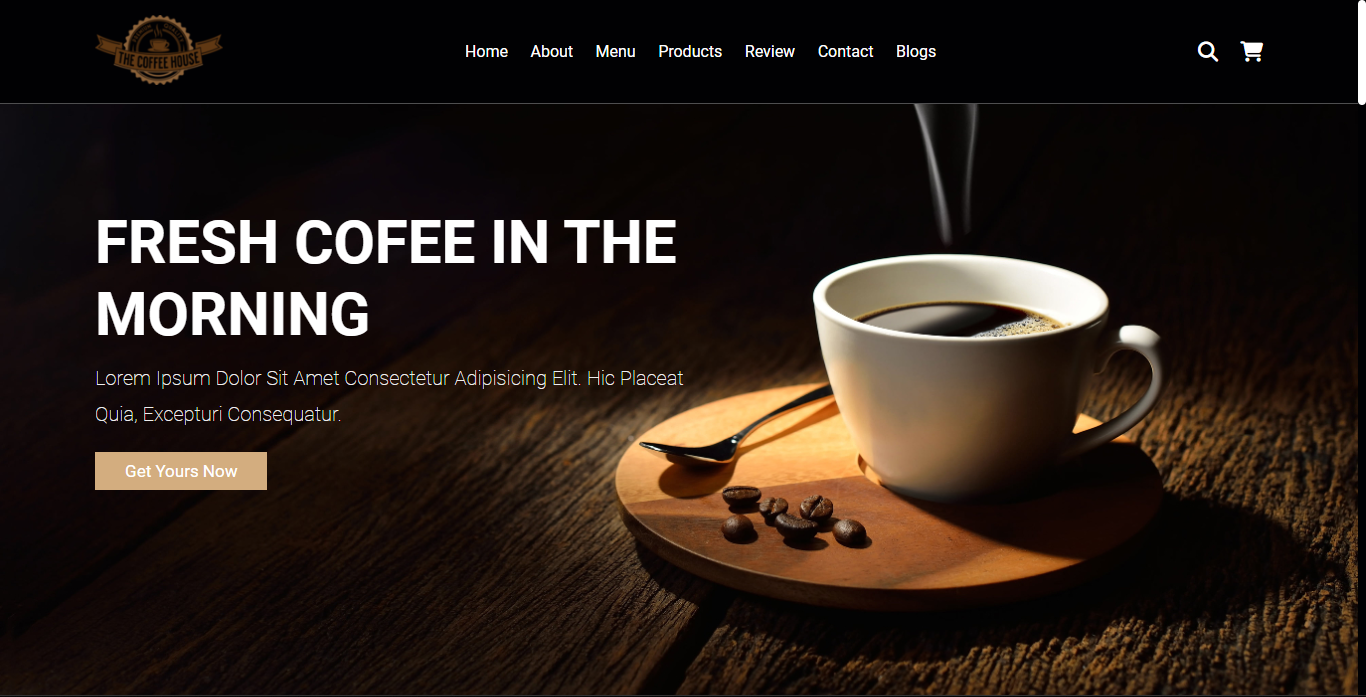 THE COFFEE HOUSE
Home About Menu Products Review Contact Blogs
FRESH COFEE IN THE
MORNING
Lorem Ipsum Dolor Sit Amet Consectetur Adipisicing Elit. Hic Placeat
Quia, Excepturi Consequatur.
Get Yours Now